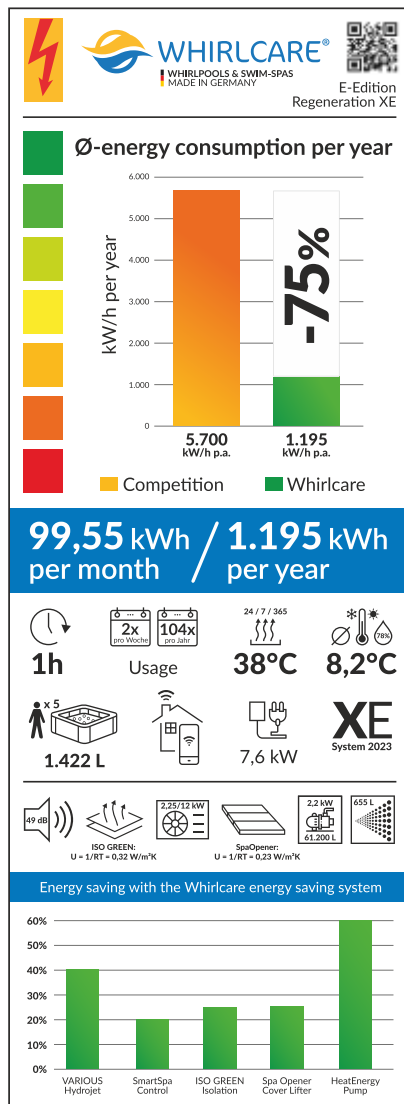 WHIRLCARE®
WHIRLPOOLS & SWIM-SPAS
MADE IN GERMANY
E-Edition
Regeneration XE
Ø-energy consumption per year
kW/h per year
6.000
5.000
4.000
3.000
2.000
1.000
0
-75%
5.700
kW/h p.a.
1.195
kW/h p.a.
Competition
Whirlcare
99,55 kWh
per month
/
1.195 kWh
per year
1h
2x
pro Woche
104x
pro Jahr
Usage
24 / 7 / 365
38°C
78%
8,2°C
x 5
1.422 L
7,6 kW
XE
System 2023
49 dB
ISO GREEN:
U = 1/RT = 0,32 W/m²K
2,25/12 kW
SpaOpener:
U = 1/RT = 0,23 W/m²K
2,2 kW
61.200 L
655 L
Energy saving with the Whirlcare energy saving system
60%
50%
40%
30%
20%
10%
0%
VARIOUS
Hydrojet
SmartSpa
Control
ISO GREEN
Isolation
Spa Opener
Cover Lifter
HeatEnergy
Pump